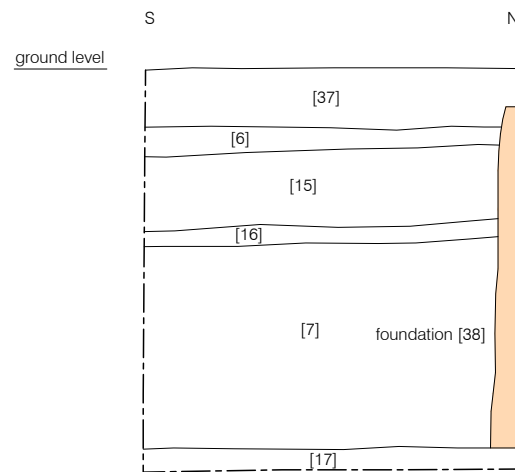 S N
ground level
[37]
[6]
[15]
[16]
[7]
foundation [38]
[17]